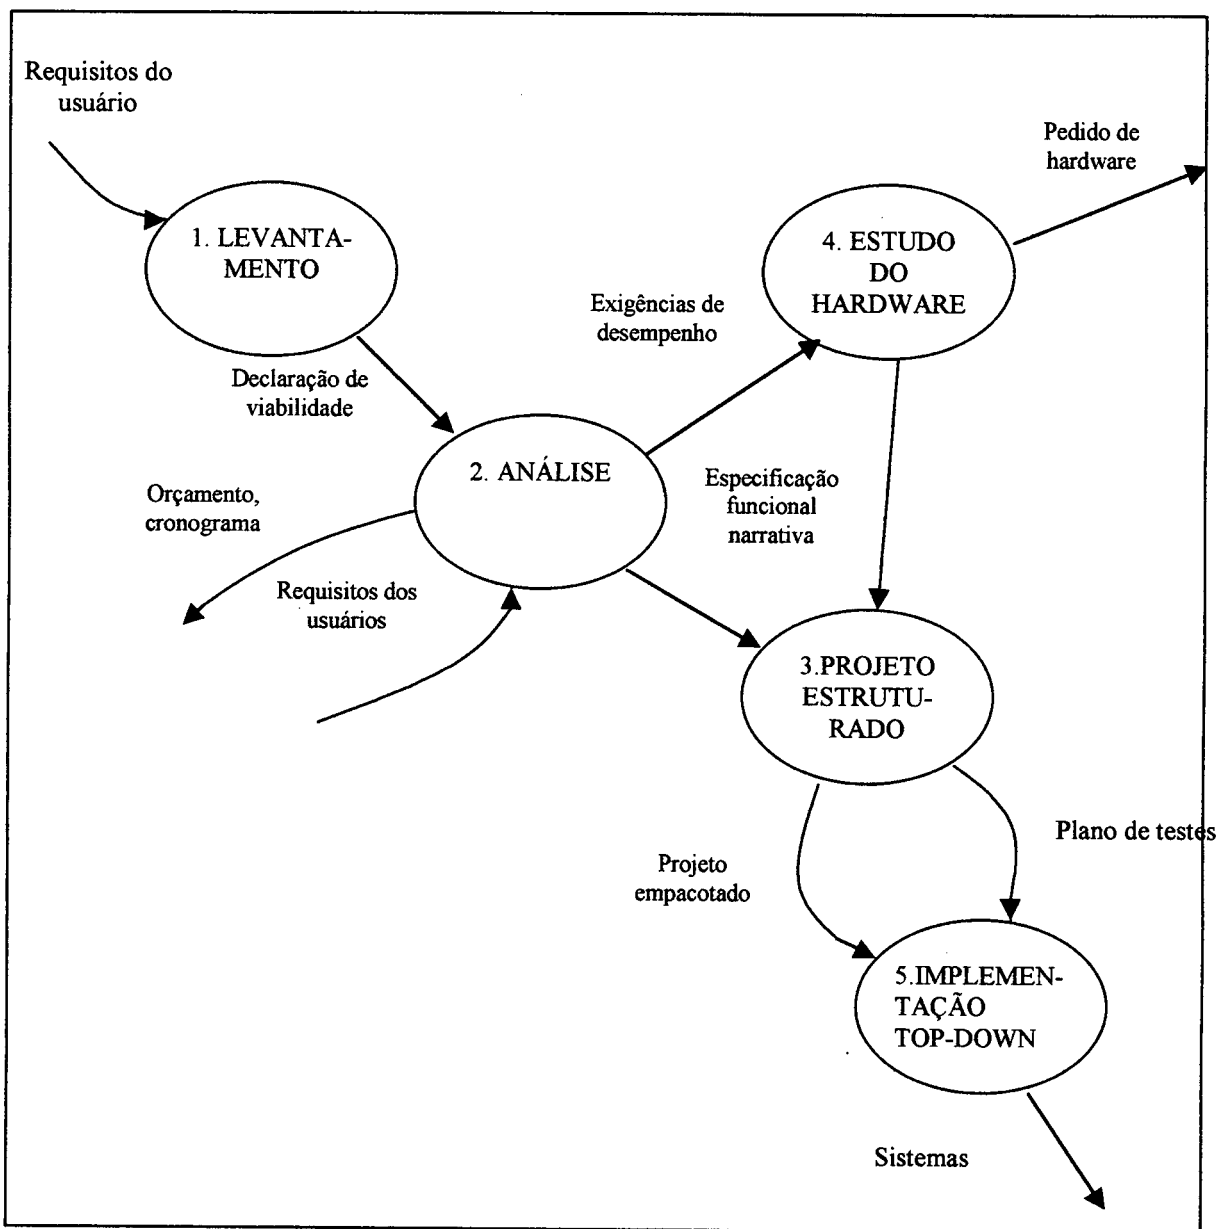 Requisitos do
usuário
Pedido de
hardware
1. LEVANTA-
MENTO
4. ESTUDO
DO
HARDWARE
Exigências de
desempenho
Declaração de
viabilidade
2. ANÁLISE
Especificação
funcional
narrativa
Orçamento,
cronograma
Requisitos dos
usuários
3.PROJETO
ESTRUTU-
RADO
Plano de testes
Projeto
empacotado
5.IMPLEMEN-
TAÇÃO
TOP-DOWN
Sistemas